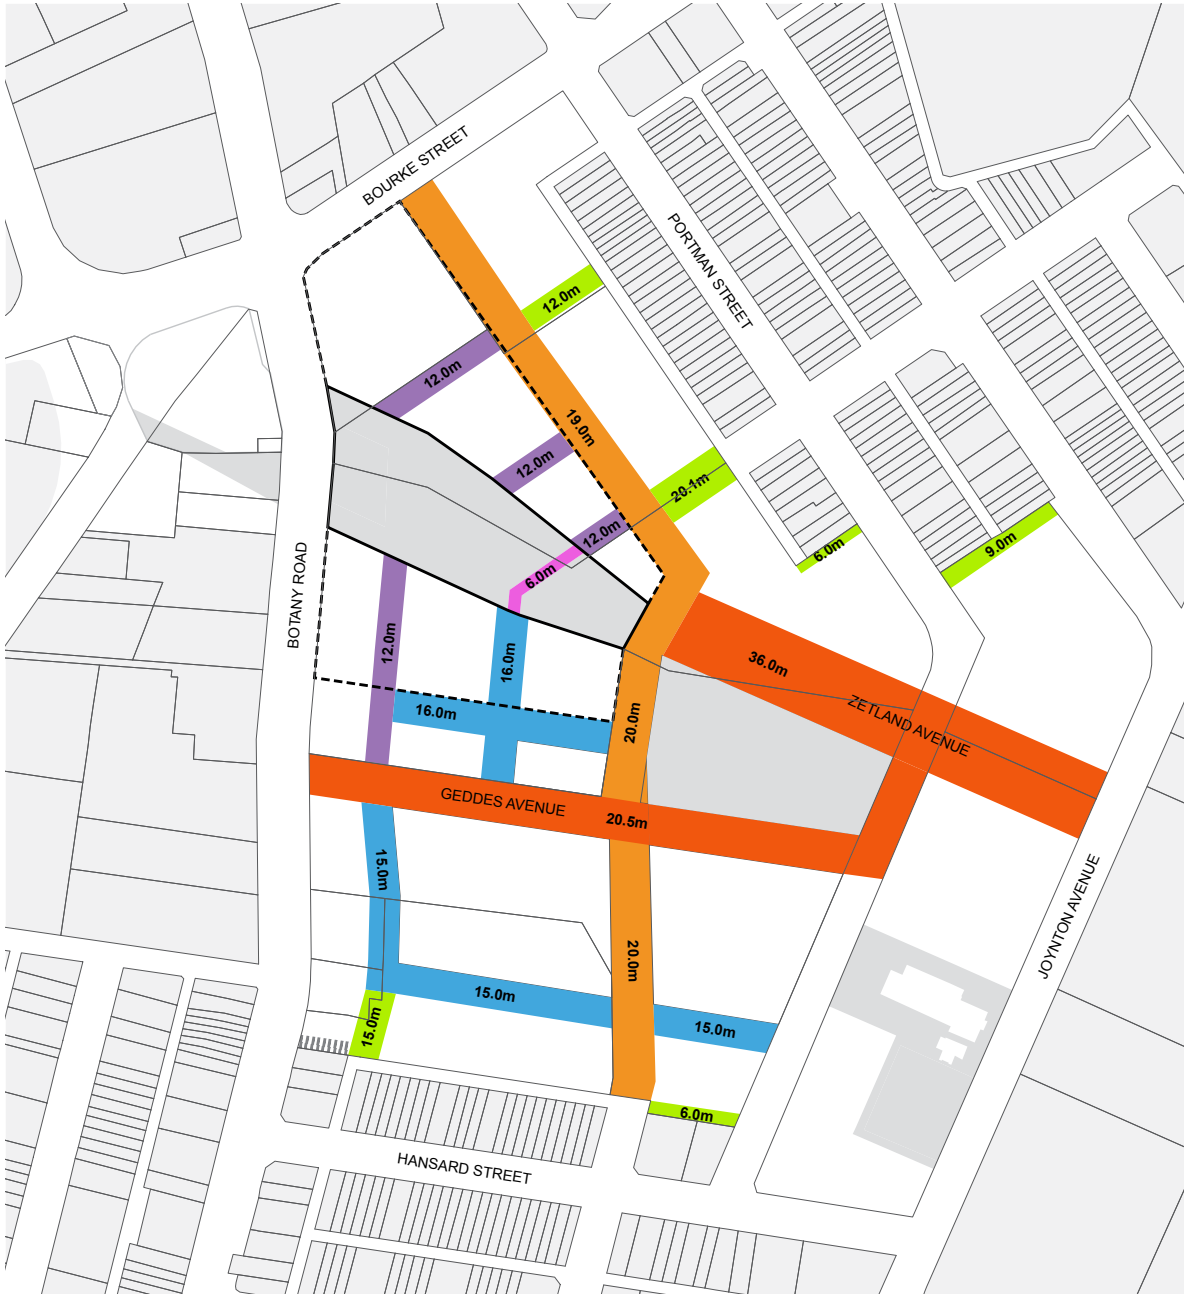 BOURKE STREET
PORTMAN STREET
12.0m
12.0m
19.0m
12.0m
20.1m
12.0m
6.0m
9.0m
6.0m
BOTANY ROAD
12.0m
16.0m
36.0m
16.0m
20.0m
ZETLAND AVENUE
GEDDES AVENUE
20.5m
15.0m
JOYNTON AVENUE
20.0m
15.0m
15.0m
15.0m
6.0m
HANSARD STREET